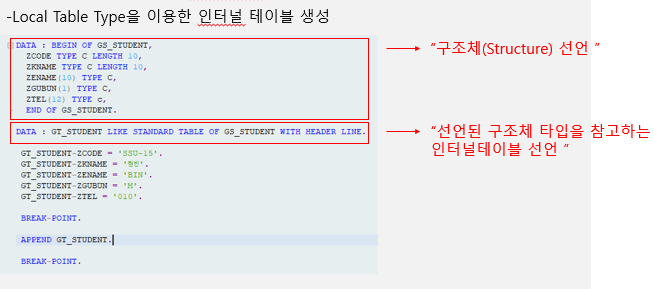 -Local Table Type을 이용한 인터널 테이블 생성
DATA : BEGIN OF GS_STUDENT,
ZCODE TYPE C LENGTH 10,
ZKNAME TYPE C LENGTH 10,
ZENAME(10) TYPE C,
ZGUBUN(1) TYPE C,
ZTEL(12) TYPE c,
END OF GS_STUDENT.
“구조체(Structure) 선언 ”
DATA : GT_STUDENT LIKE STANDARD TABLE OF GS_STUDENT WITH HEADER LINE.
“선언된 구조체 타입을 참고하는
인터널테이블 선언 ”
GT_STUDENT-ZCODE = 'SSU-15'.
GT_STUDENT-ZKNAME = '현빈'.
GT_STUDENT-ZENAME = 'BIN'.
GT_STUDENT-ZGUBUN = 'M'.
GT_STUDENT-ZTEL = '010'.
BREAK-POINT.
APPEND GT_STUDENT.
BREAK-POINT.